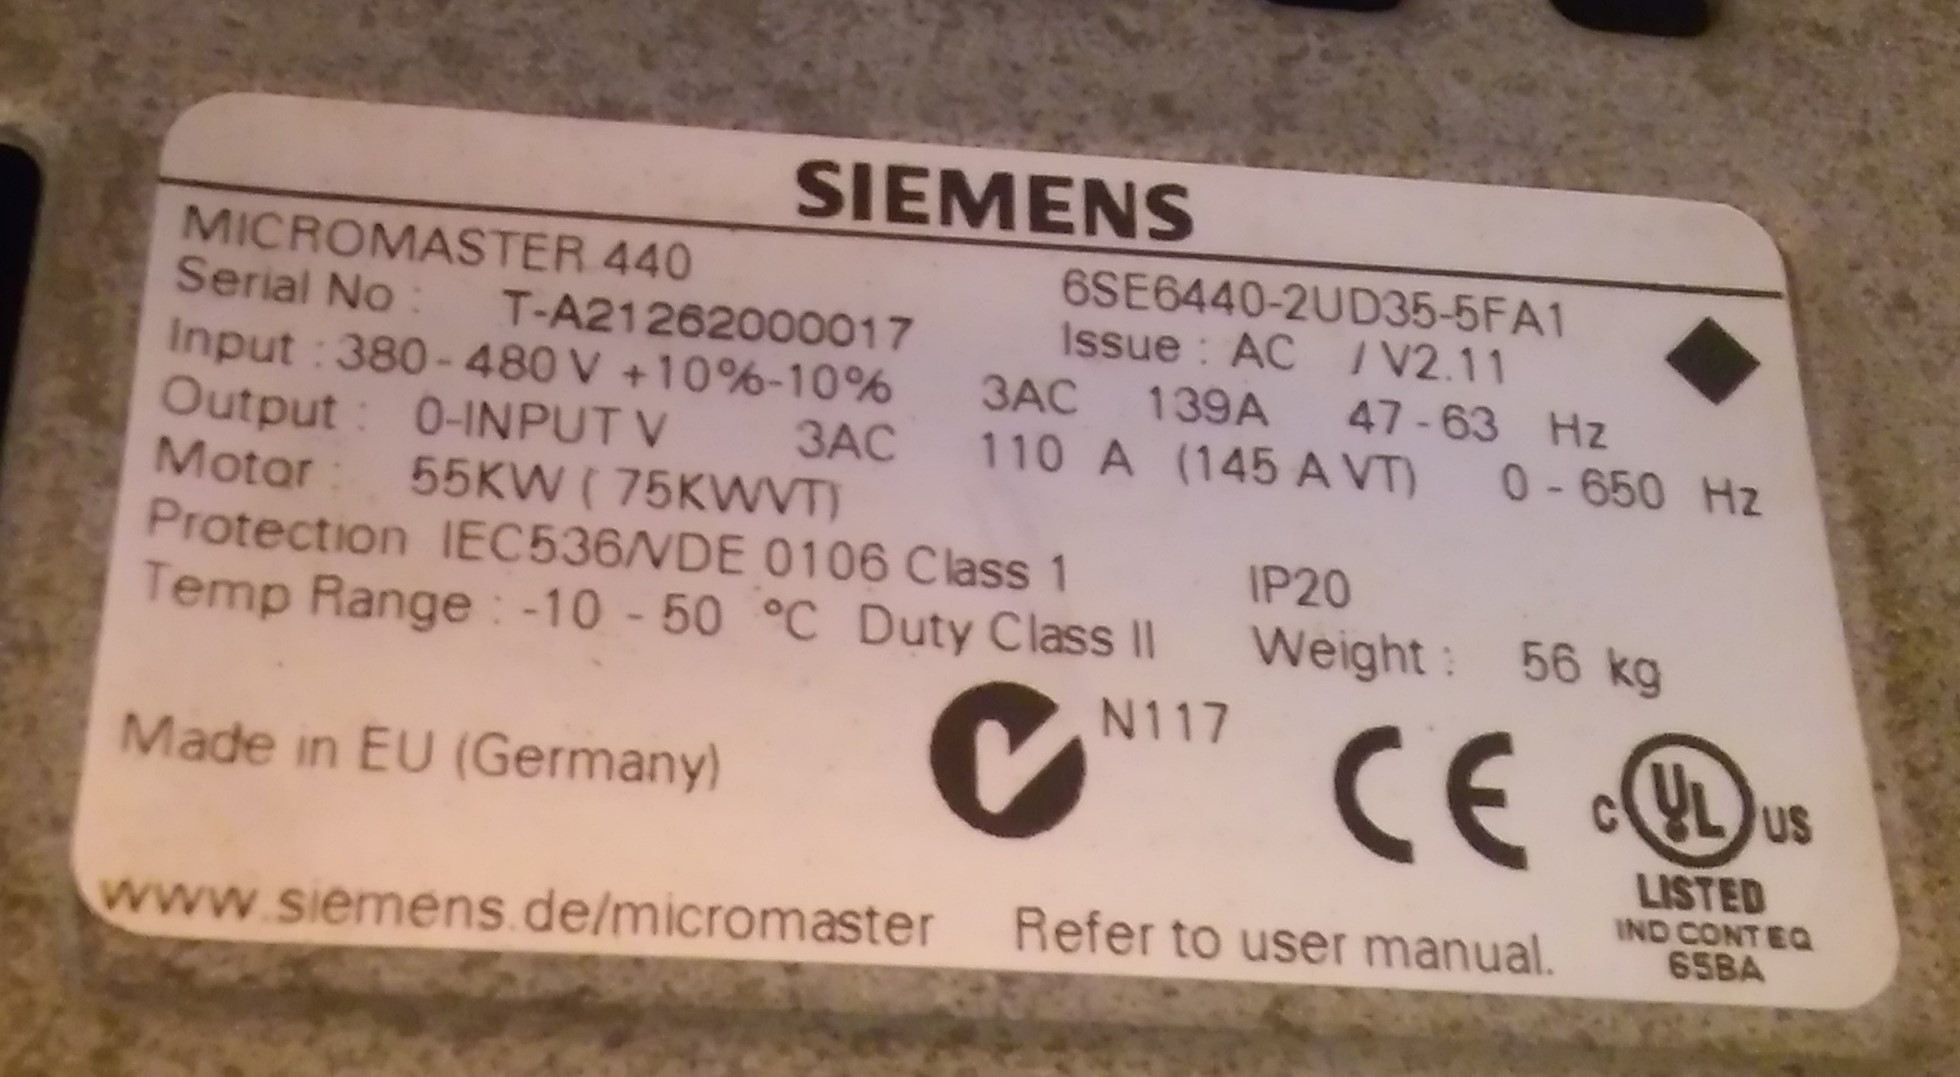 SIEMENS
MICROMASTER 440 6SE6440-2UD35-5FA1
Serial No : T-A21262000017 Issue : AC / V2.11
Input : 380-480 V +10%-10% 3AC 139A 47-63 Hz
Output : 0-INPUT V 3AC 110 A (145 A VT) 0-650 Hz
Motor : 55KW ( 75KWVT)
Protection IEC536/VDE 0106 Class 1 IP20
Temp Range : -10 - 50 °C Duty Class II Weight : 56 kg
Made in EU (Germany) N117 CE C UL US
LISTED
IND CONT EQ
65BA
www.siemens.de/micromaster Refer to user manual.